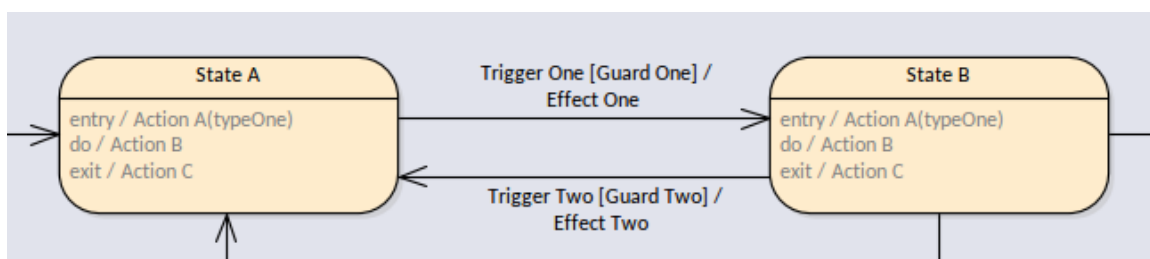 State A
entry / Action A(typeOne)
do / Action B
exit / Action C
Trigger One [Guard One] /
Effect One
Trigger Two [Guard Two] /
Effect Two
State B
entry / Action A(typeOne)
do / Action B
exit / Action C